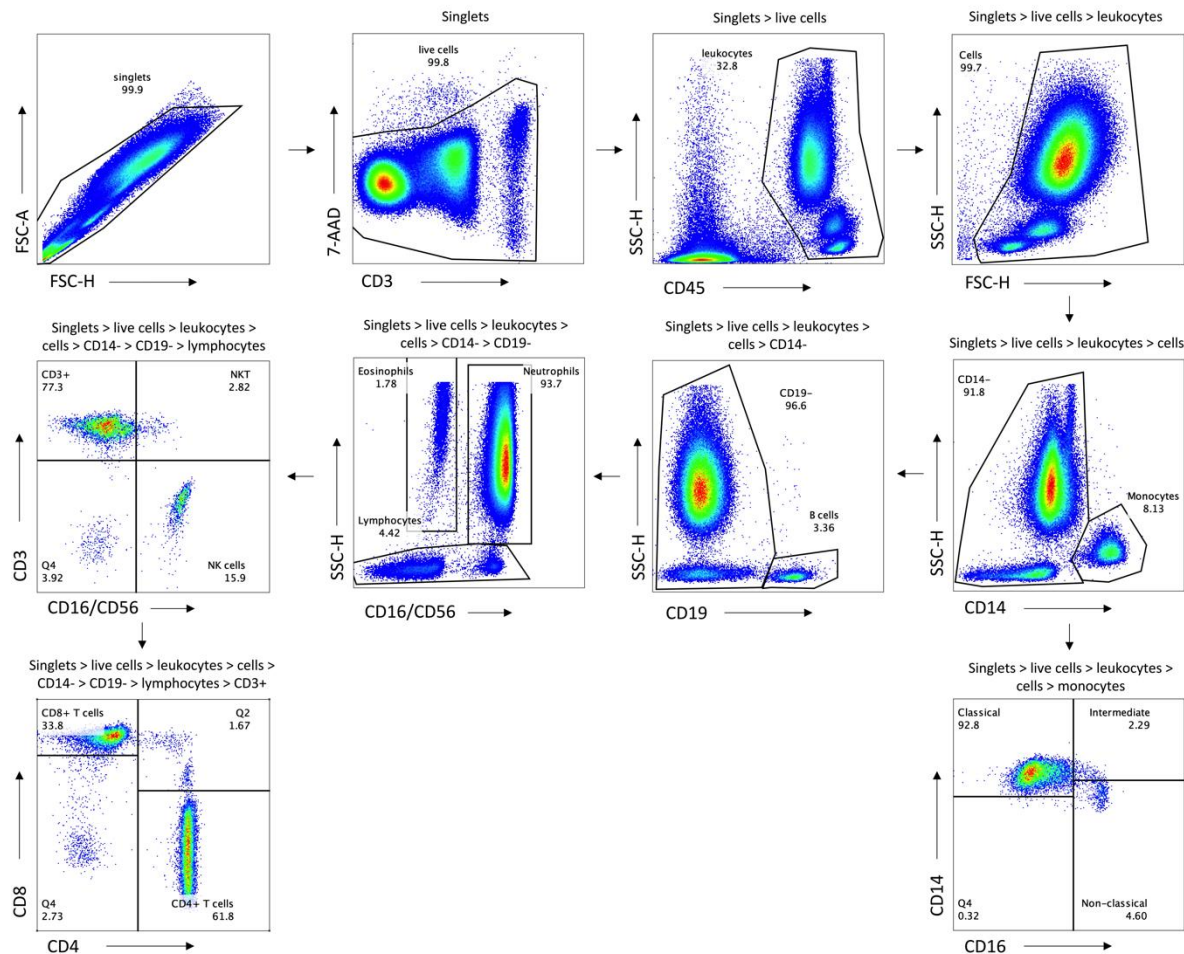 Singlets
Singlets > live cells
Singlets > live cells > leukocytes
singlets
99.9
FSC-A
FSC-H
live cells
99.8
7-AAD
CD3
leukocytes
32.8
SSC-H
CD45
Cells
99.7
SSC-H
FSC-H
Singlets > live cells > leukocytes >
cells > CD14- > CD19- > lymphocytes
CD3+
77.3
NKT
2.82
Q4
3.92
NK cells
15.9
CD3
CD16/CD56
Singlets > live cells > leukocytes >
cells > CD14- > CD19-
Eosinophils
1.78
Neutrophils
93.7
Lymphocytes
4.42
SSC-H
CD16/CD56
Singlets > live cells > leukocytes >
cells > CD14-
CD19-
96.6
B cells
3.36
SSC-H
CD19
Singlets > live cells > leukocytes > cells
CD14-
91.8
Monocytes
8.13
SSC-H
CD14
Singlets > live cells > leukocytes > cells >
CD14- > CD19- > lymphocytes > CD3+
CD8+ T cells
33.8
Q2
1.67
Q4
2.73
CD4+ T cells
61.8
CD8
CD4
Singlets > live cells > leukocytes >
cells > monocytes
Classical
92.8
Intermediate
2.29
Q4
0.32
Non-classical
4.60
CD14
CD16